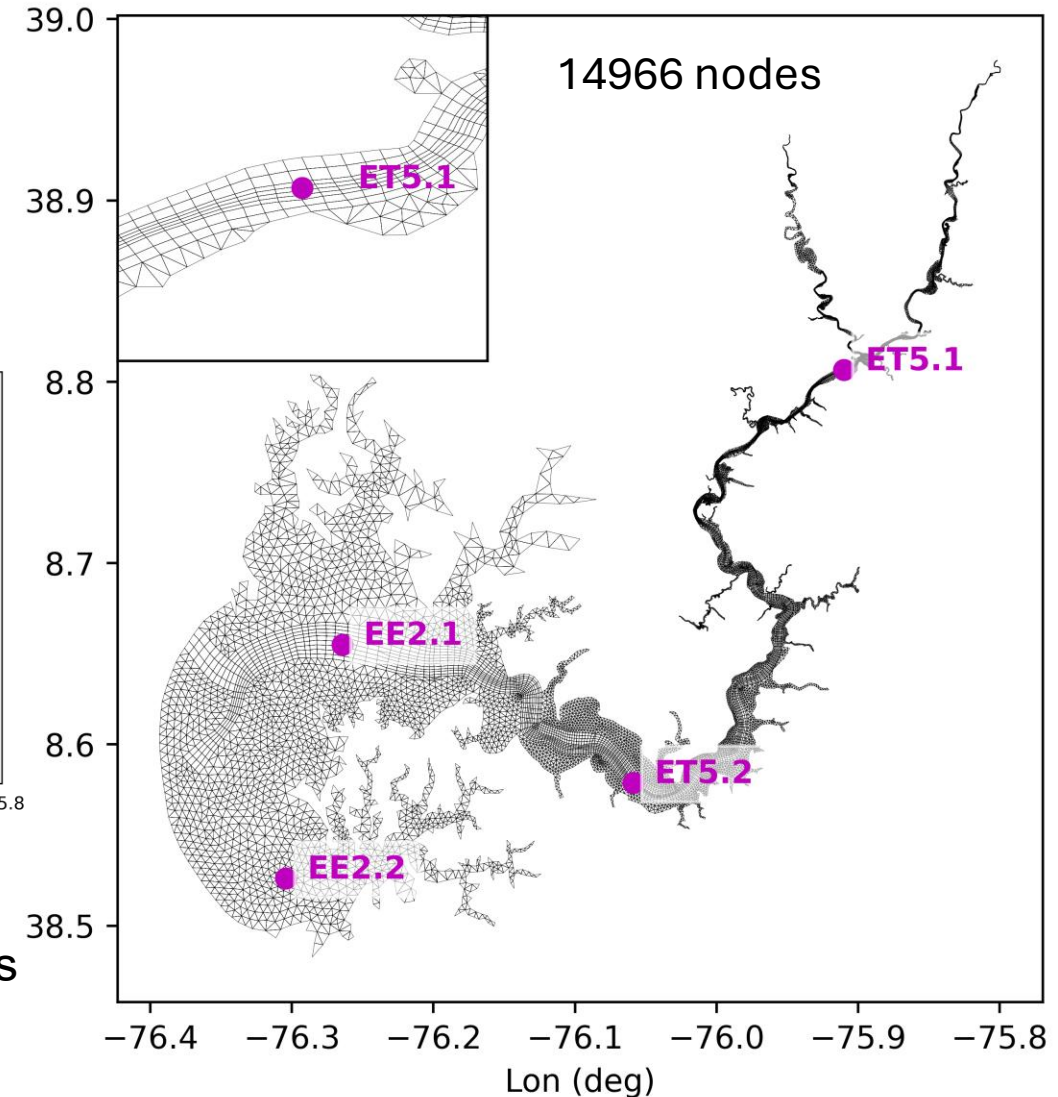 39.0
14966 nodes
ET5.1
38.9
8.8
ET5.1
8.7
EE2.1
8.6
ET5.2
5.8
EE2.2
38.5
s
−76.4 −76.3 −76.2 −76.1 −76.0 −75.9 −75.8
Lon (deg)